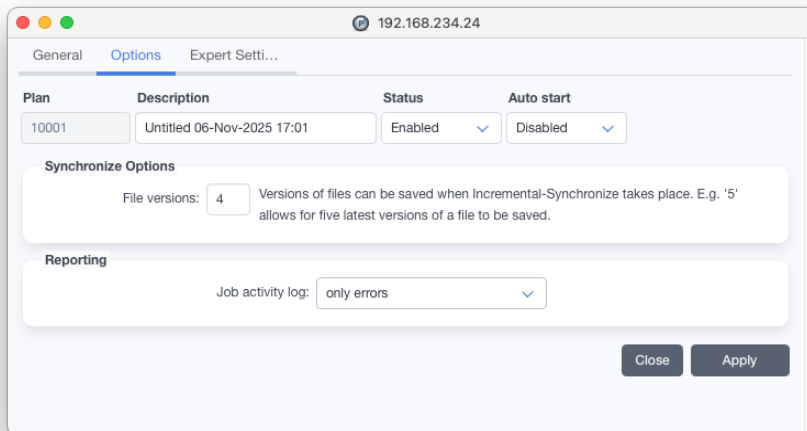 192.168.234.24
General Options Expert Setti...
Plan Description Status Auto start
10001 Untitled 06-Nov-2025 17:01 Enabled Disabled
Synchronize Options
File versions: 4 Versions of files can be saved when Incremental-Synchronize takes place. E.g. '5'
allows for five latest versions of a file to be saved.
Reporting
Job activity log: only errors
Close Apply